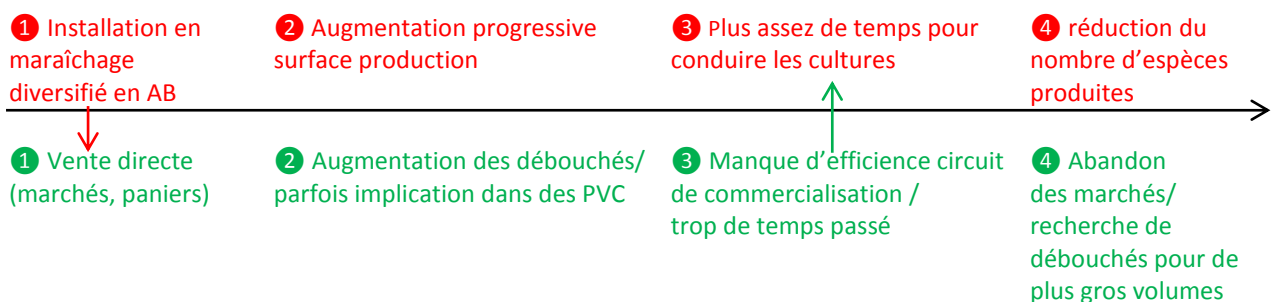 ❶ Installation en
maraîchage
diversifié en AB
❷ Augmentation progressive
surface production
❸ Plus assez de temps pour
conduire les cultures
❹ réduction du
nombre d’espèces
produites
❶ Vente directe
(marchés, paniers)
❷ Augmentation des débouchés/
parfois implication dans des PVC
❸ Manque d’efficience circuit
de commercialisation /
trop de temps passé
❹ Abandon
des marchés/
recherche de
débouchés pour de
plus gros volumes